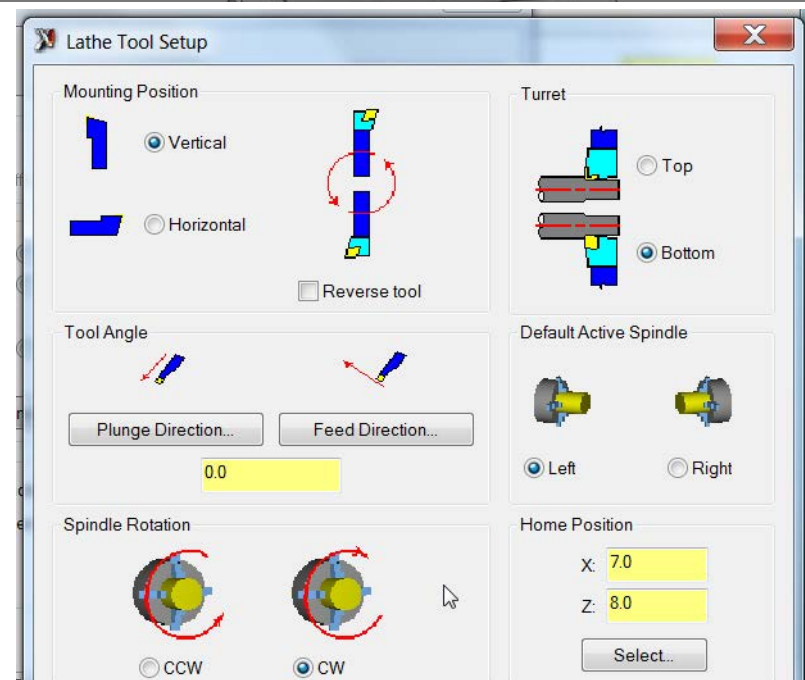 Lathe Tool Setup
Mounting Position
Vertical
Horizontal
Reverse tool
Turret
Top
Bottom
Tool Angle
Plunge Direction...
Feed Direction...
0.0
Default Active Spindle
Left
Right
Spindle Rotation
CCW
CW
Home Position
X: 7.0
Z: 8.0
Select...